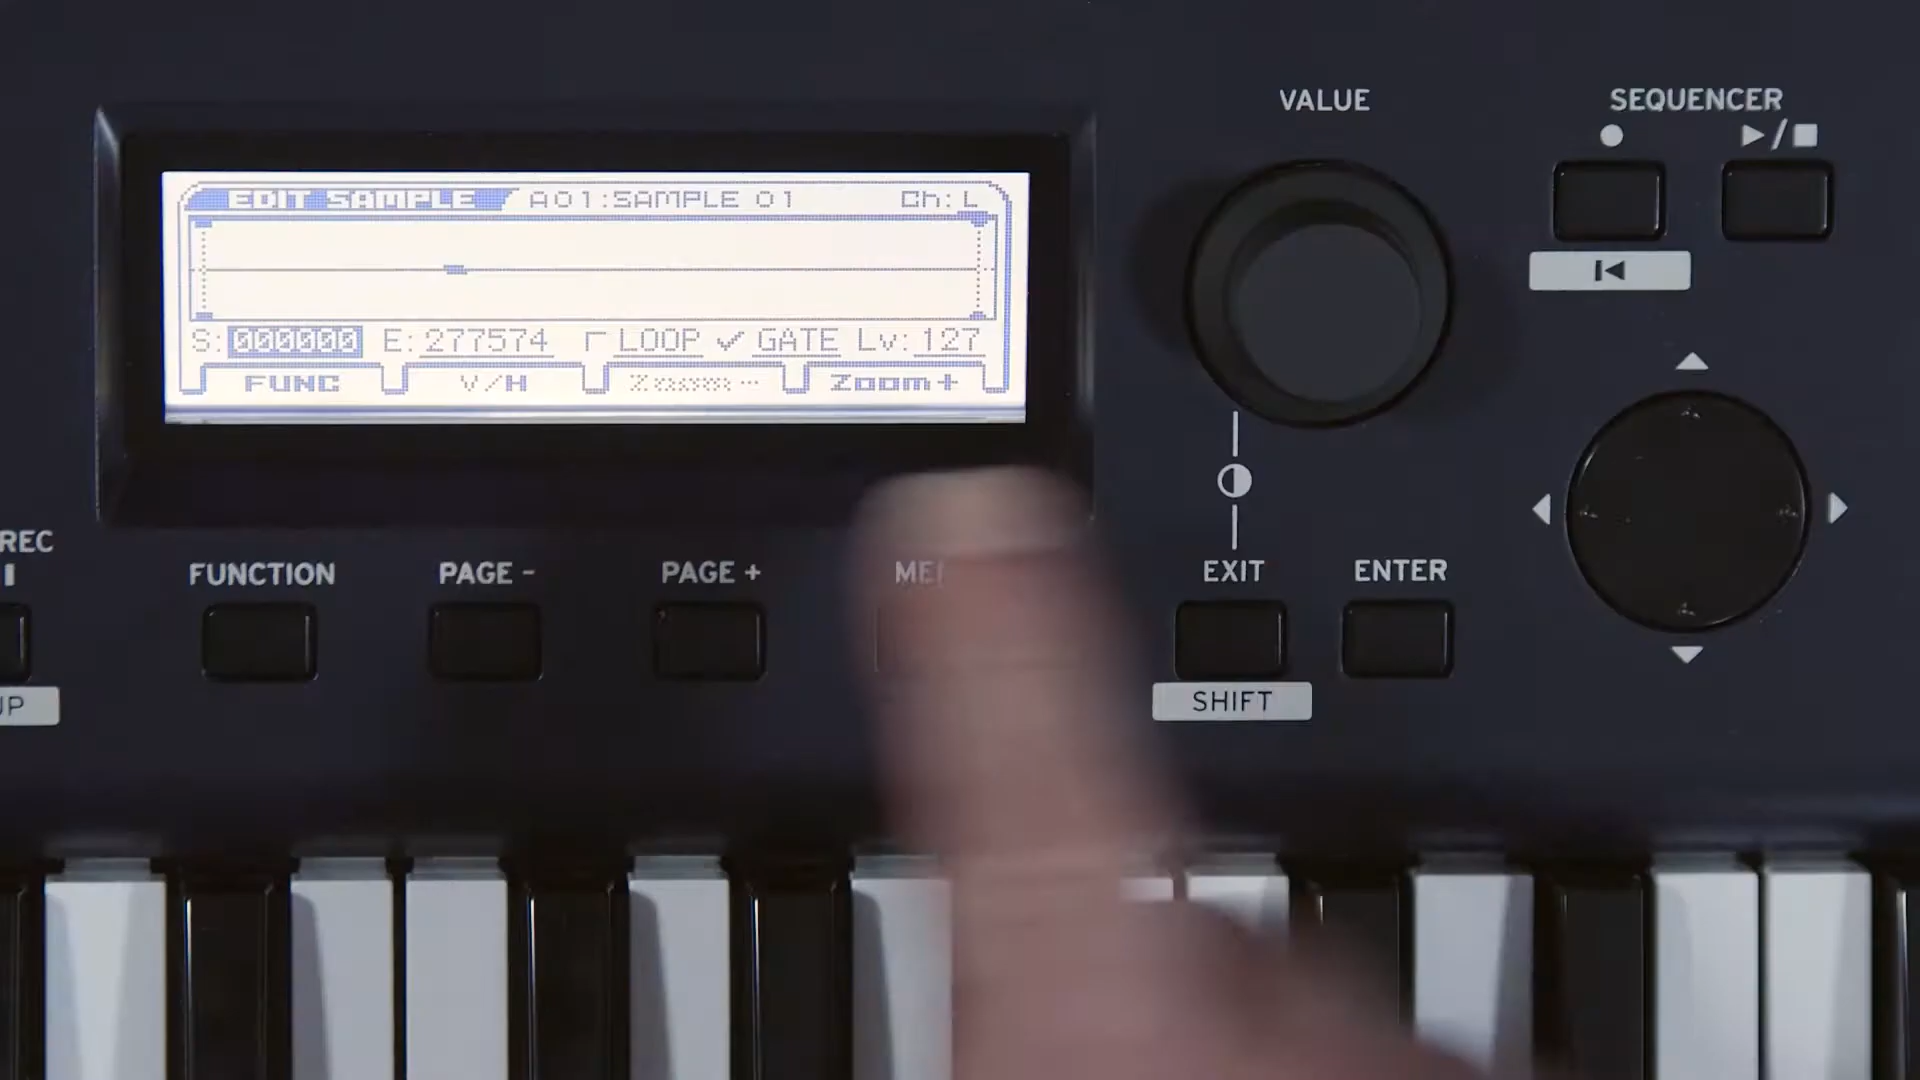 VALUE
SEQUENCER
EDIT SAMPLE A01:SAMPLE 01 Ch:L
S:000000 E:277574 LOOP GATE Lv:127
FUNC V/H Zoom+
REC
FUNCTION
PAGE -
PAGE +
EXIT
ENTER
SHIFT